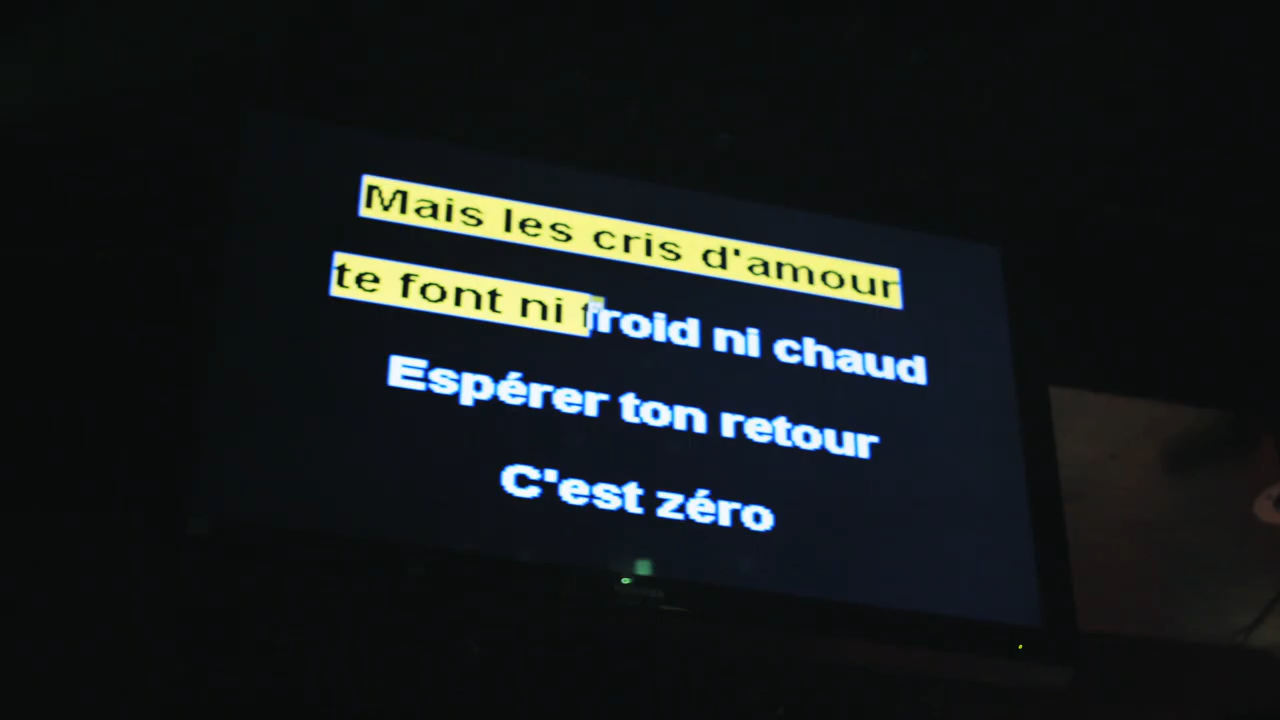 Mais les cris d'amour
te font ni froid ni chaud
Espérer ton retour
C'est zéro